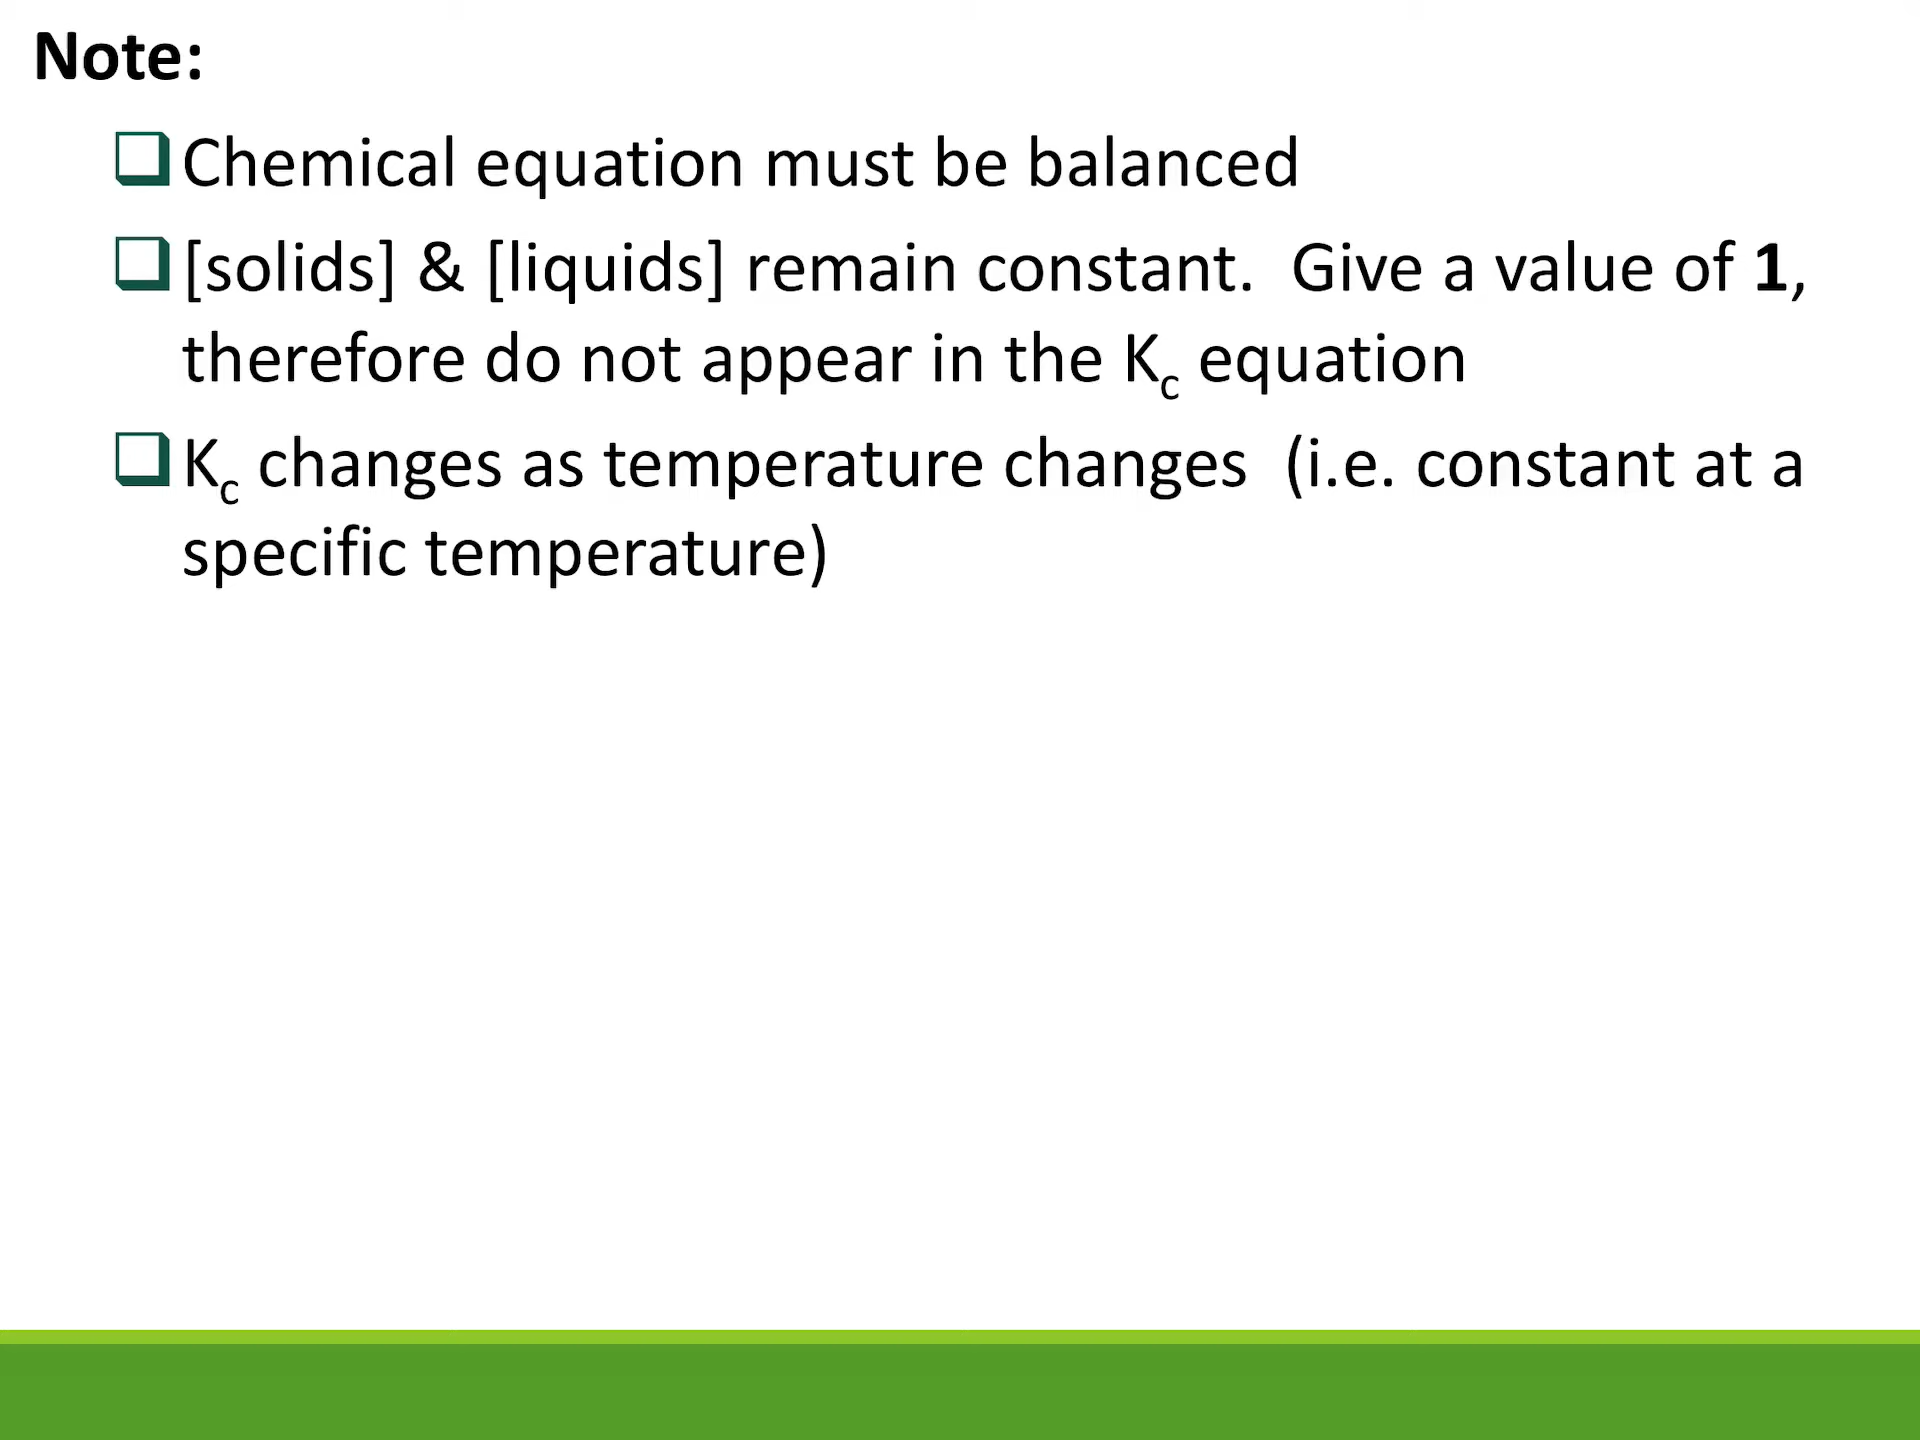 Note:
❑Chemical equation must be balanced
❑[solids] & [liquids] remain constant.  Give a value of 1,
therefore do not appear in the Kc equation
❑Kc changes as temperature changes  (i.e. constant at a
specific temperature)